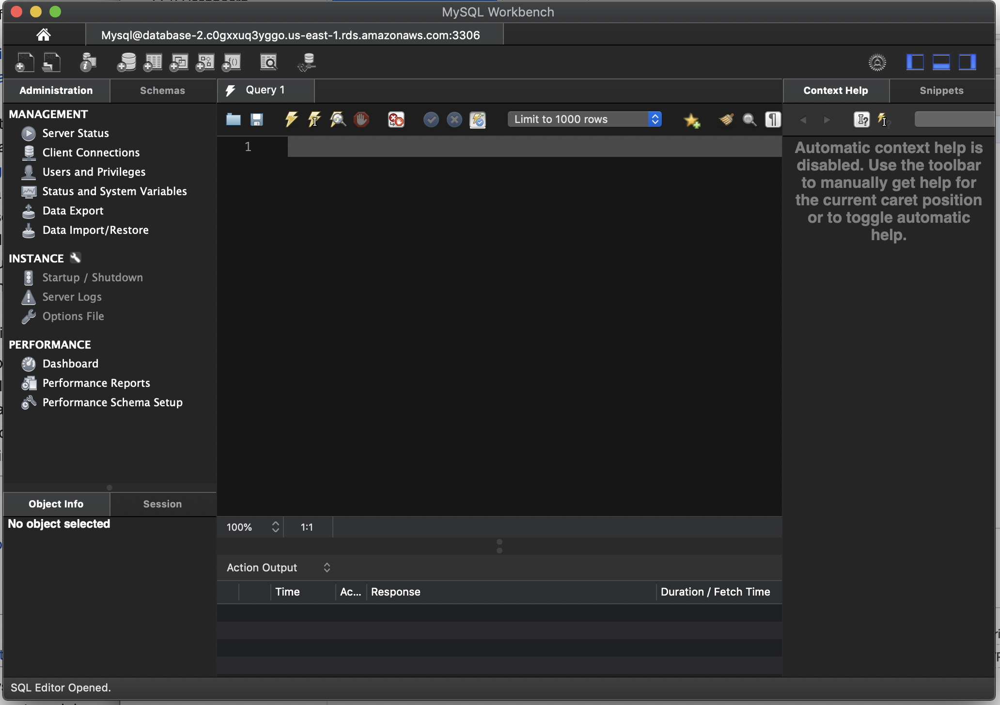 MySQL Workbench
Mysql@database-2.c0gxxuq3yggo.us-east-1.rds.amazonaws.com:3306
Administration
Schemas
Query 1
Context Help
Snippets
MANAGEMENT
Server Status
Client Connections
Users and Privileges
Status and System Variables
Data Export
Data Import/Restore
INSTANCE
Startup / Shutdown
Server Logs
Options File
PERFORMANCE
Dashboard
Performance Reports
Performance Schema Setup
Limit to 1000 rows
1
Automatic context help is
disabled. Use the toolbar
to manually get help for
the current caret position
or to toggle automatic
help.
Object Info
Session
No object selected
100%
1:1
Action Output
Time
Ac...
Response
Duration / Fetch Time
SQL Editor Opened.